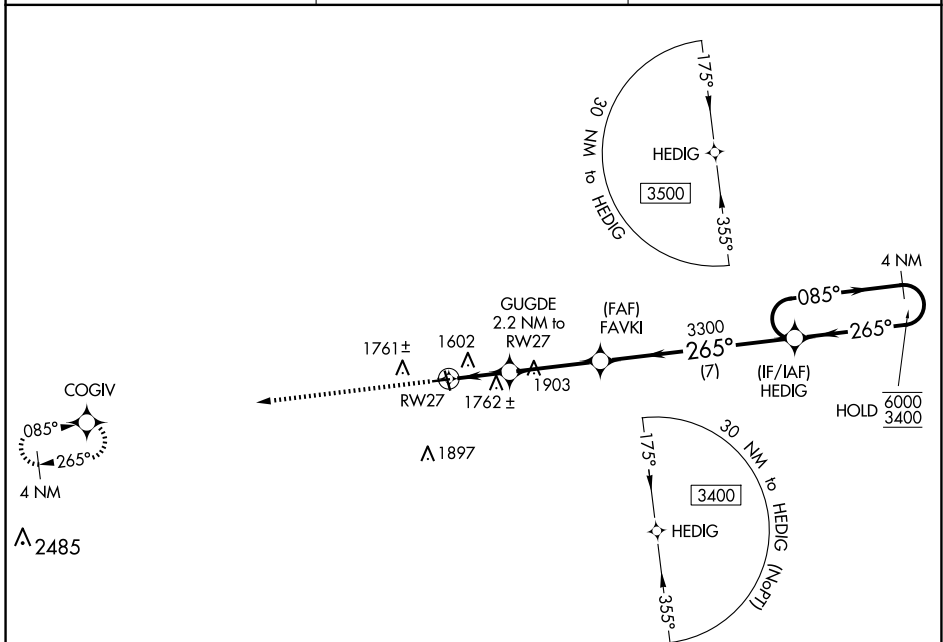 175°
30 NM to HEDIG
HEDIG
3500
355°
4 NM
085°
265°
(IF/IAF)
HEDIG
HOLD 6000
3400
3300
265°
(7)
(FAF)
FAVKI
GUGDE
2.2 NM to
RW27
1903
1762 ±
1602
1761 ±
RW27
1897
COGIV
085°
265°
4 NM
2485
175°
30 NM to HEDIG (NoPT)
3400
HEDIG
355°